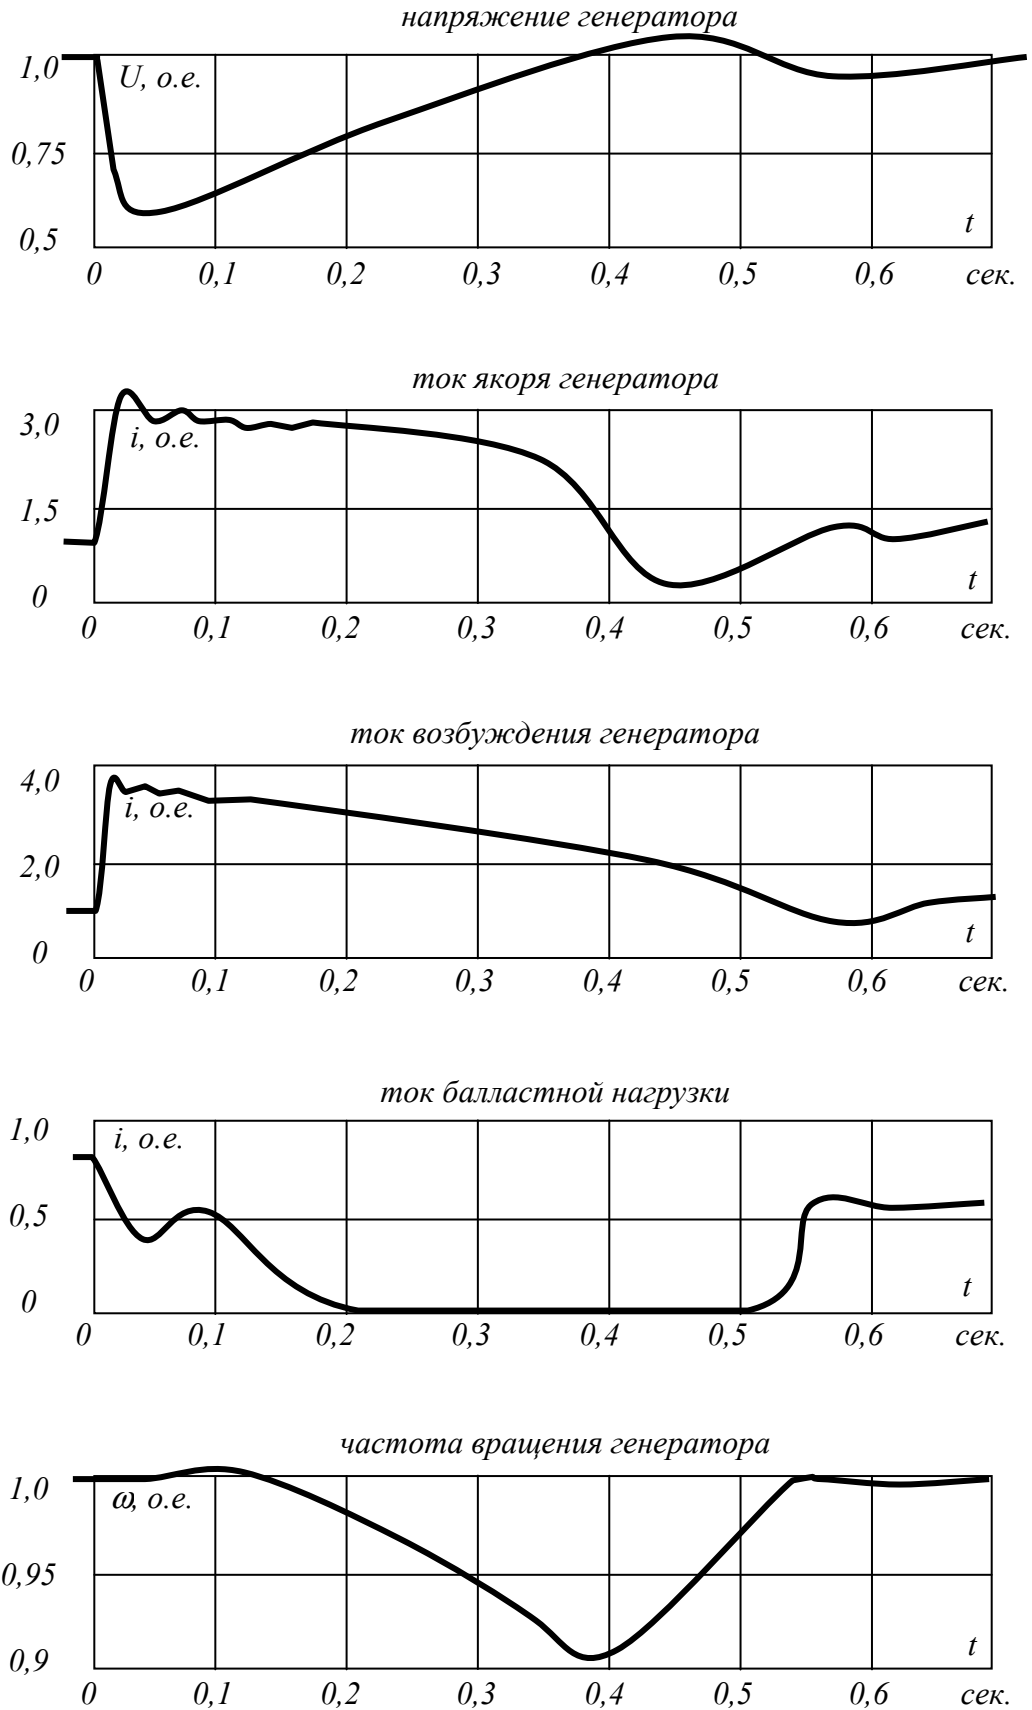 напряжение генератора
1,0
U, о.е.
0,75
0,5
t
0 0,1 0,2 0,3 0,4 0,5 0,6 сек.
ток якоря генератора
3,0
i, о.е.
1,5
0
t
0 0,1 0,2 0,3 0,4 0,5 0,6 сек.
ток возбуждения генератора
4,0
i, о.е.
2,0
0
t
0 0,1 0,2 0,3 0,4 0,5 0,6 сек.
ток балластной нагрузки
1,0
i, о.е.
0,5
0
t
0 0,1 0,2 0,3 0,4 0,5 0,6 сек.
частота вращения генератора
1,0
ω, о.е.
0,95
0,9
t
0 0,1 0,2 0,3 0,4 0,5 0,6 сек.